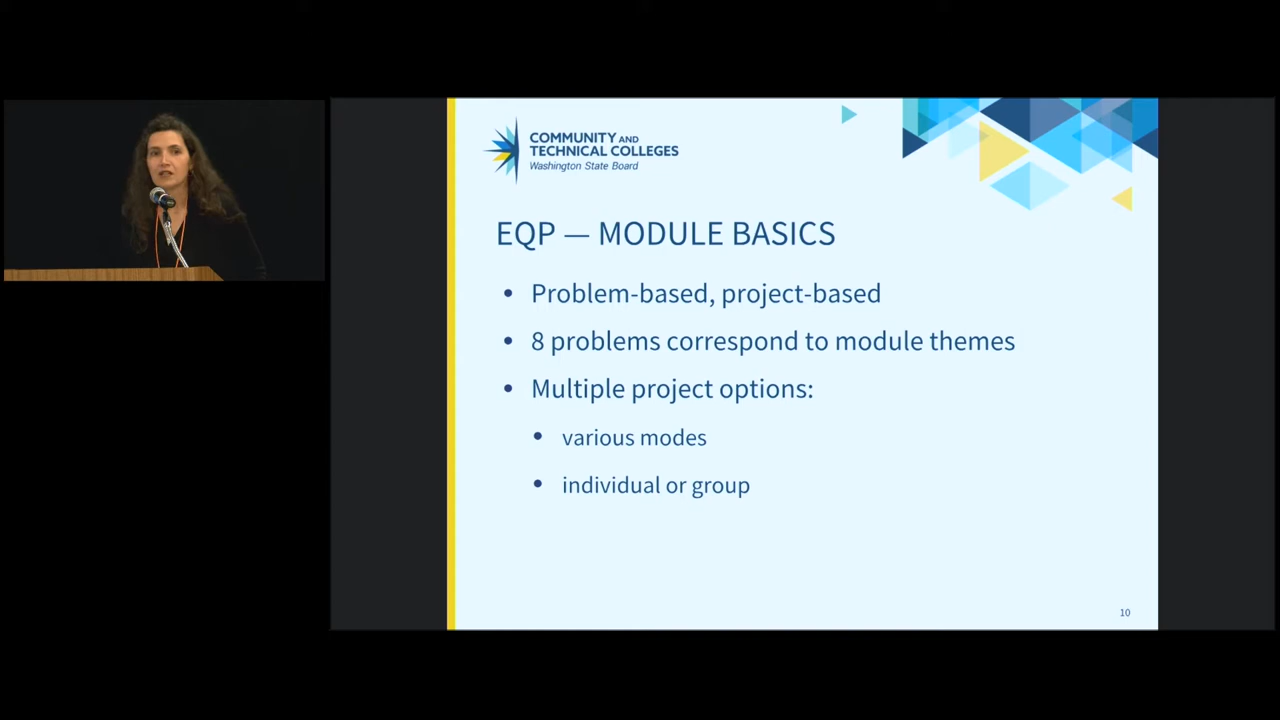 COMMUNITY AND
TECHNICAL COLLEGES
Washington State Board
EQP — MODULE BASICS
• Problem-based, project-based
• 8 problems correspond to module themes
• Multiple project options:
• various modes
• individual or group
10